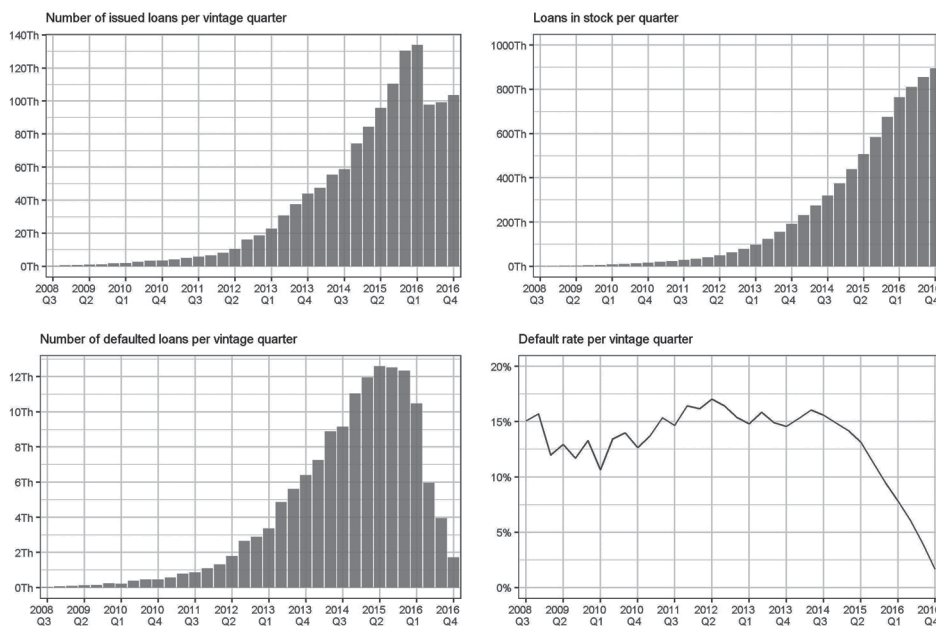 Number of issued loans per vintage quarter
140Th
120Th
100Th
80Th
60Th
40Th
20Th
0Th
2008 2009 2010 2010 2011 2012 2013 2013 2014 2015 2016 2016
Q3 Q2 Q1 Q4 Q3 Q2 Q1 Q4 Q3 Q2 Q1 Q4
Loans in stock per quarter
1000Th
800Th
600Th
400Th
200Th
0Th
2008 2009 2010 2010 2011 2012 2013 2013 2014 2015 2016 2016
Q3 Q2 Q1 Q4 Q3 Q2 Q1 Q4 Q3 Q2 Q1 Q4
Number of defaulted loans per vintage quarter
12Th
10Th
8Th
6Th
4Th
2Th
0Th
2008 2009 2010 2010 2011 2012 2013 2013 2014 2015 2016 2016
Q3 Q2 Q1 Q4 Q3 Q2 Q1 Q4 Q3 Q2 Q1 Q4
Default rate per vintage quarter
20%
15%
10%
5%
0%
2008 2009 2010 2010 2011 2012 2013 2013 2014 2015 2016 2016
Q3 Q2 Q1 Q4 Q3 Q2 Q1 Q4 Q3 Q2 Q1 Q4